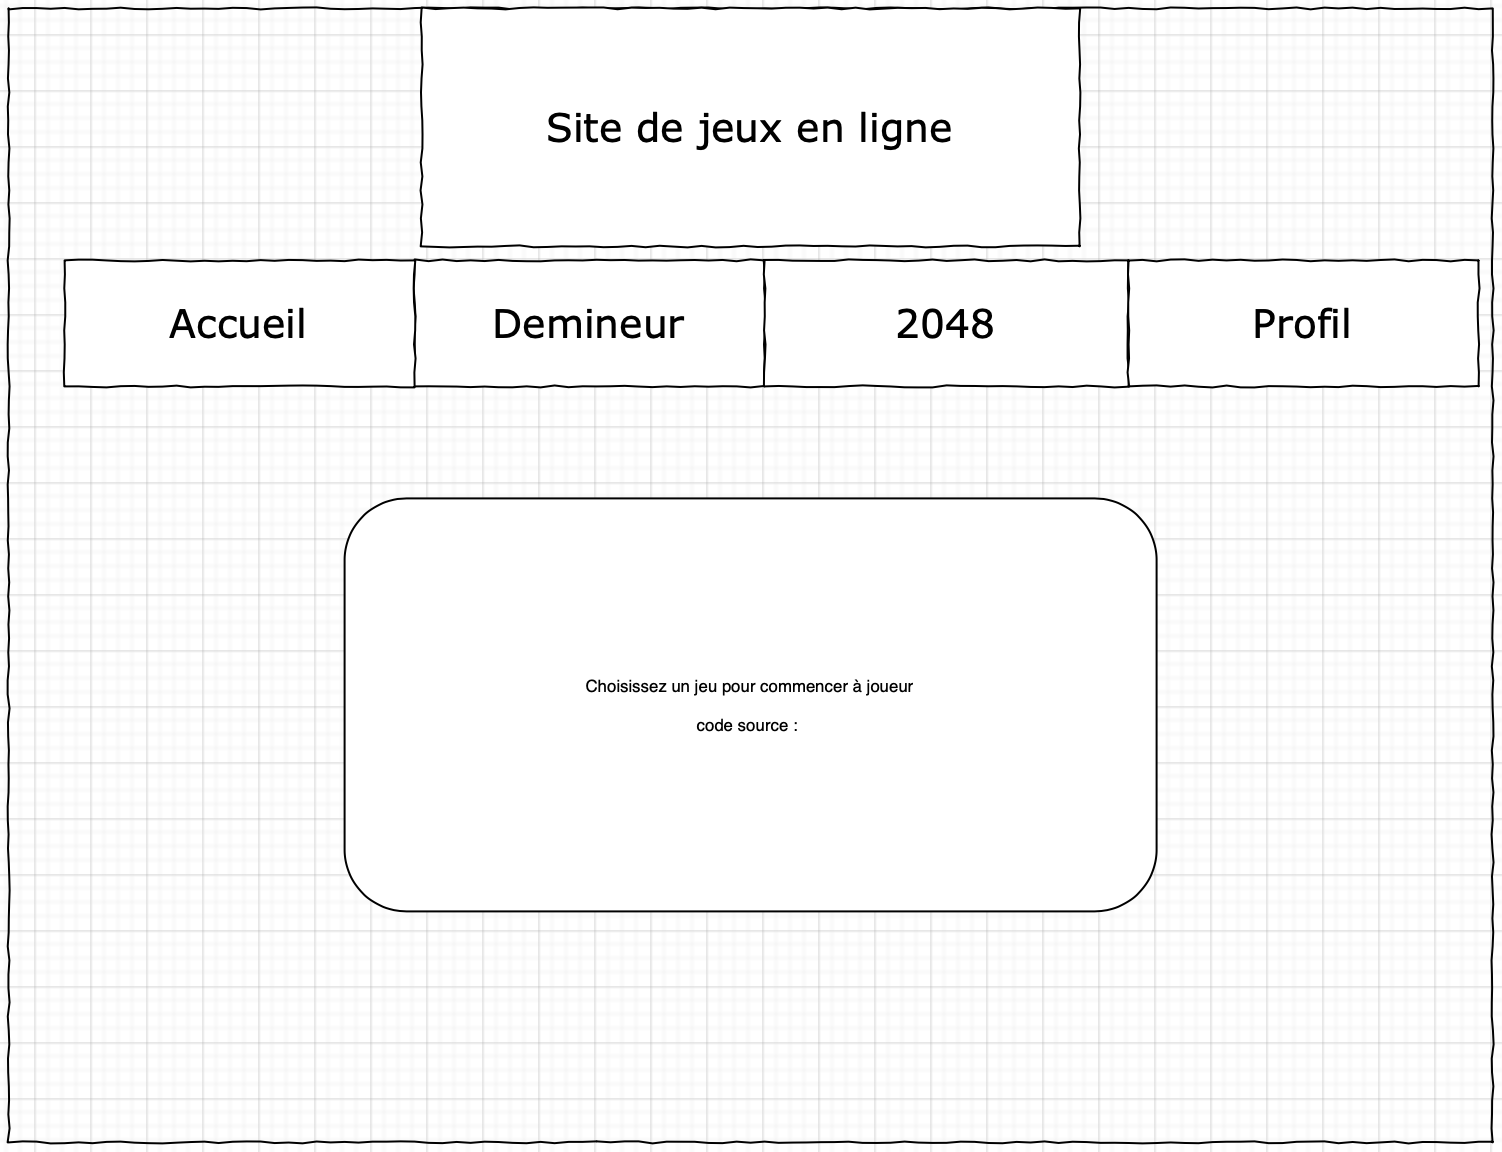 Site de jeux en ligne
Accueil
Demineur
2048
Profil
Choisissez un jeu pour commencer à joueur
code source :